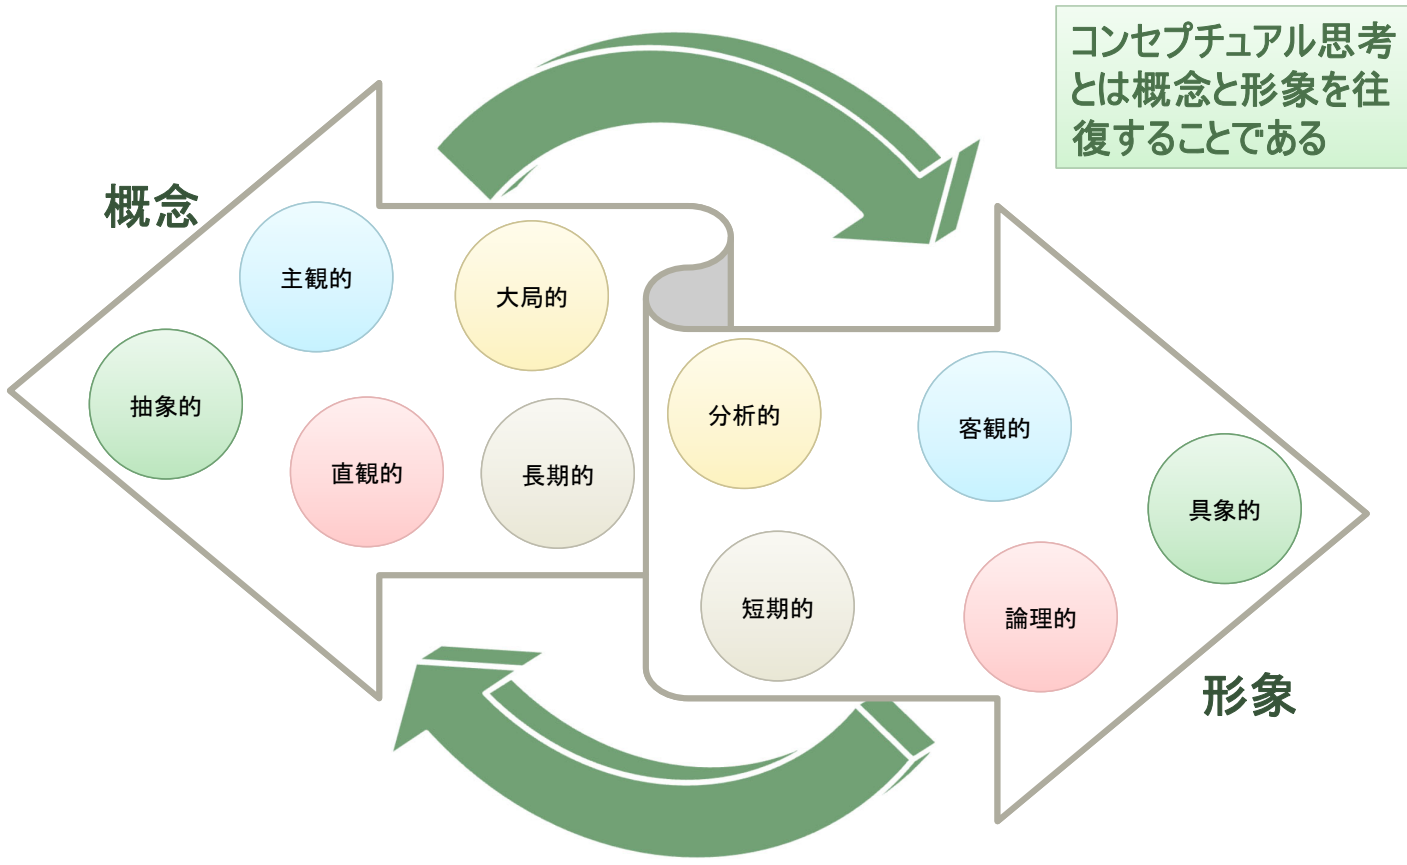 コンセプチュアル思考
とは概念と形象を往
復することである
概念
主観的
大局的
抽象的
直観的
長期的
分析的
客観的
具象的
短期的
論理的
形象